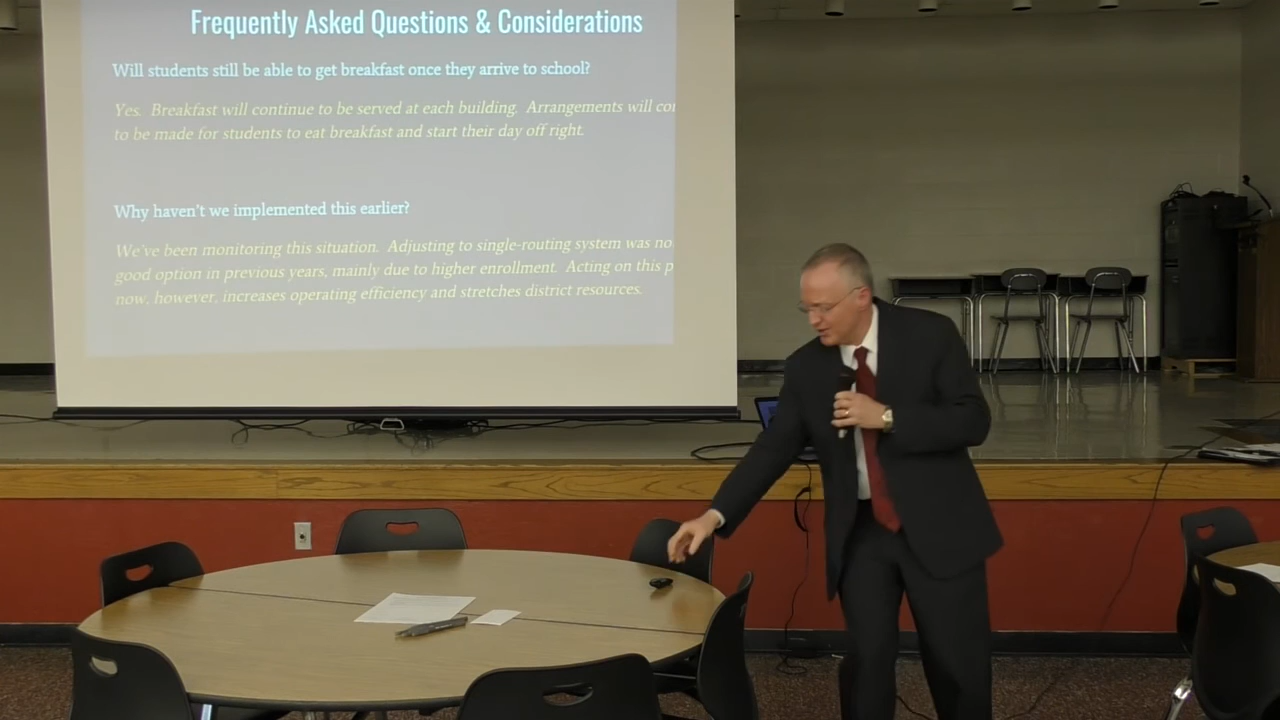 Frequently Asked Questions & Considerations
Will students still be able to get breakfast once they arrive to school?
Yes. Breakfast will continue to be served at each building. Arrangements will
to be made for students to eat breakfast and start their day off right.
Why haven't we implemented this earlier?
We've been monitoring this situation. Adjusting to single-routing system was
good option in previous years, mainly due to higher enrollment. Acting on this
now, however, increases operating efficiency and stretches district resources.